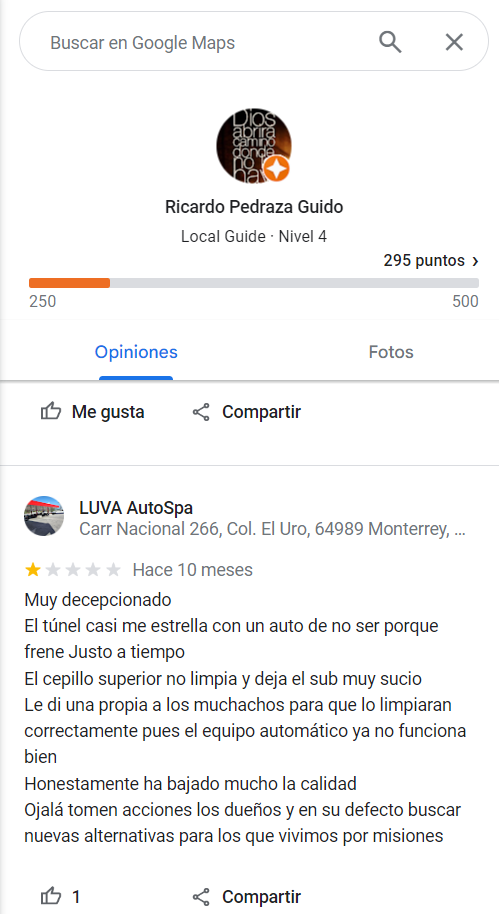 Buscar en Google Maps
Dios
abrirá
camino
donde
no
hay
Ricardo Pedraza Guido
Local Guide · Nivel 4
295 puntos ›
250 500
Opiniones Fotos
Me gusta Compartir
LUVA AutoSpa
Carr Nacional 266, Col. El Uro, 64989 Monterrey, ...
Hace 10 meses
Muy decepcionado
El túnel casi me estrella con un auto de no ser porque
frene Justo a tiempo
El cepillo superior no limpia y deja el sub muy sucio
Le di una propia a los muchachos para que lo limpiaran
correctamente pues el equipo automático ya no funciona
bien
Honestamente ha bajado mucho la calidad
Ojalá tomen acciones los dueños y en su defecto buscar
nuevas alternativas para los que vivimos por misiones
1 Compartir